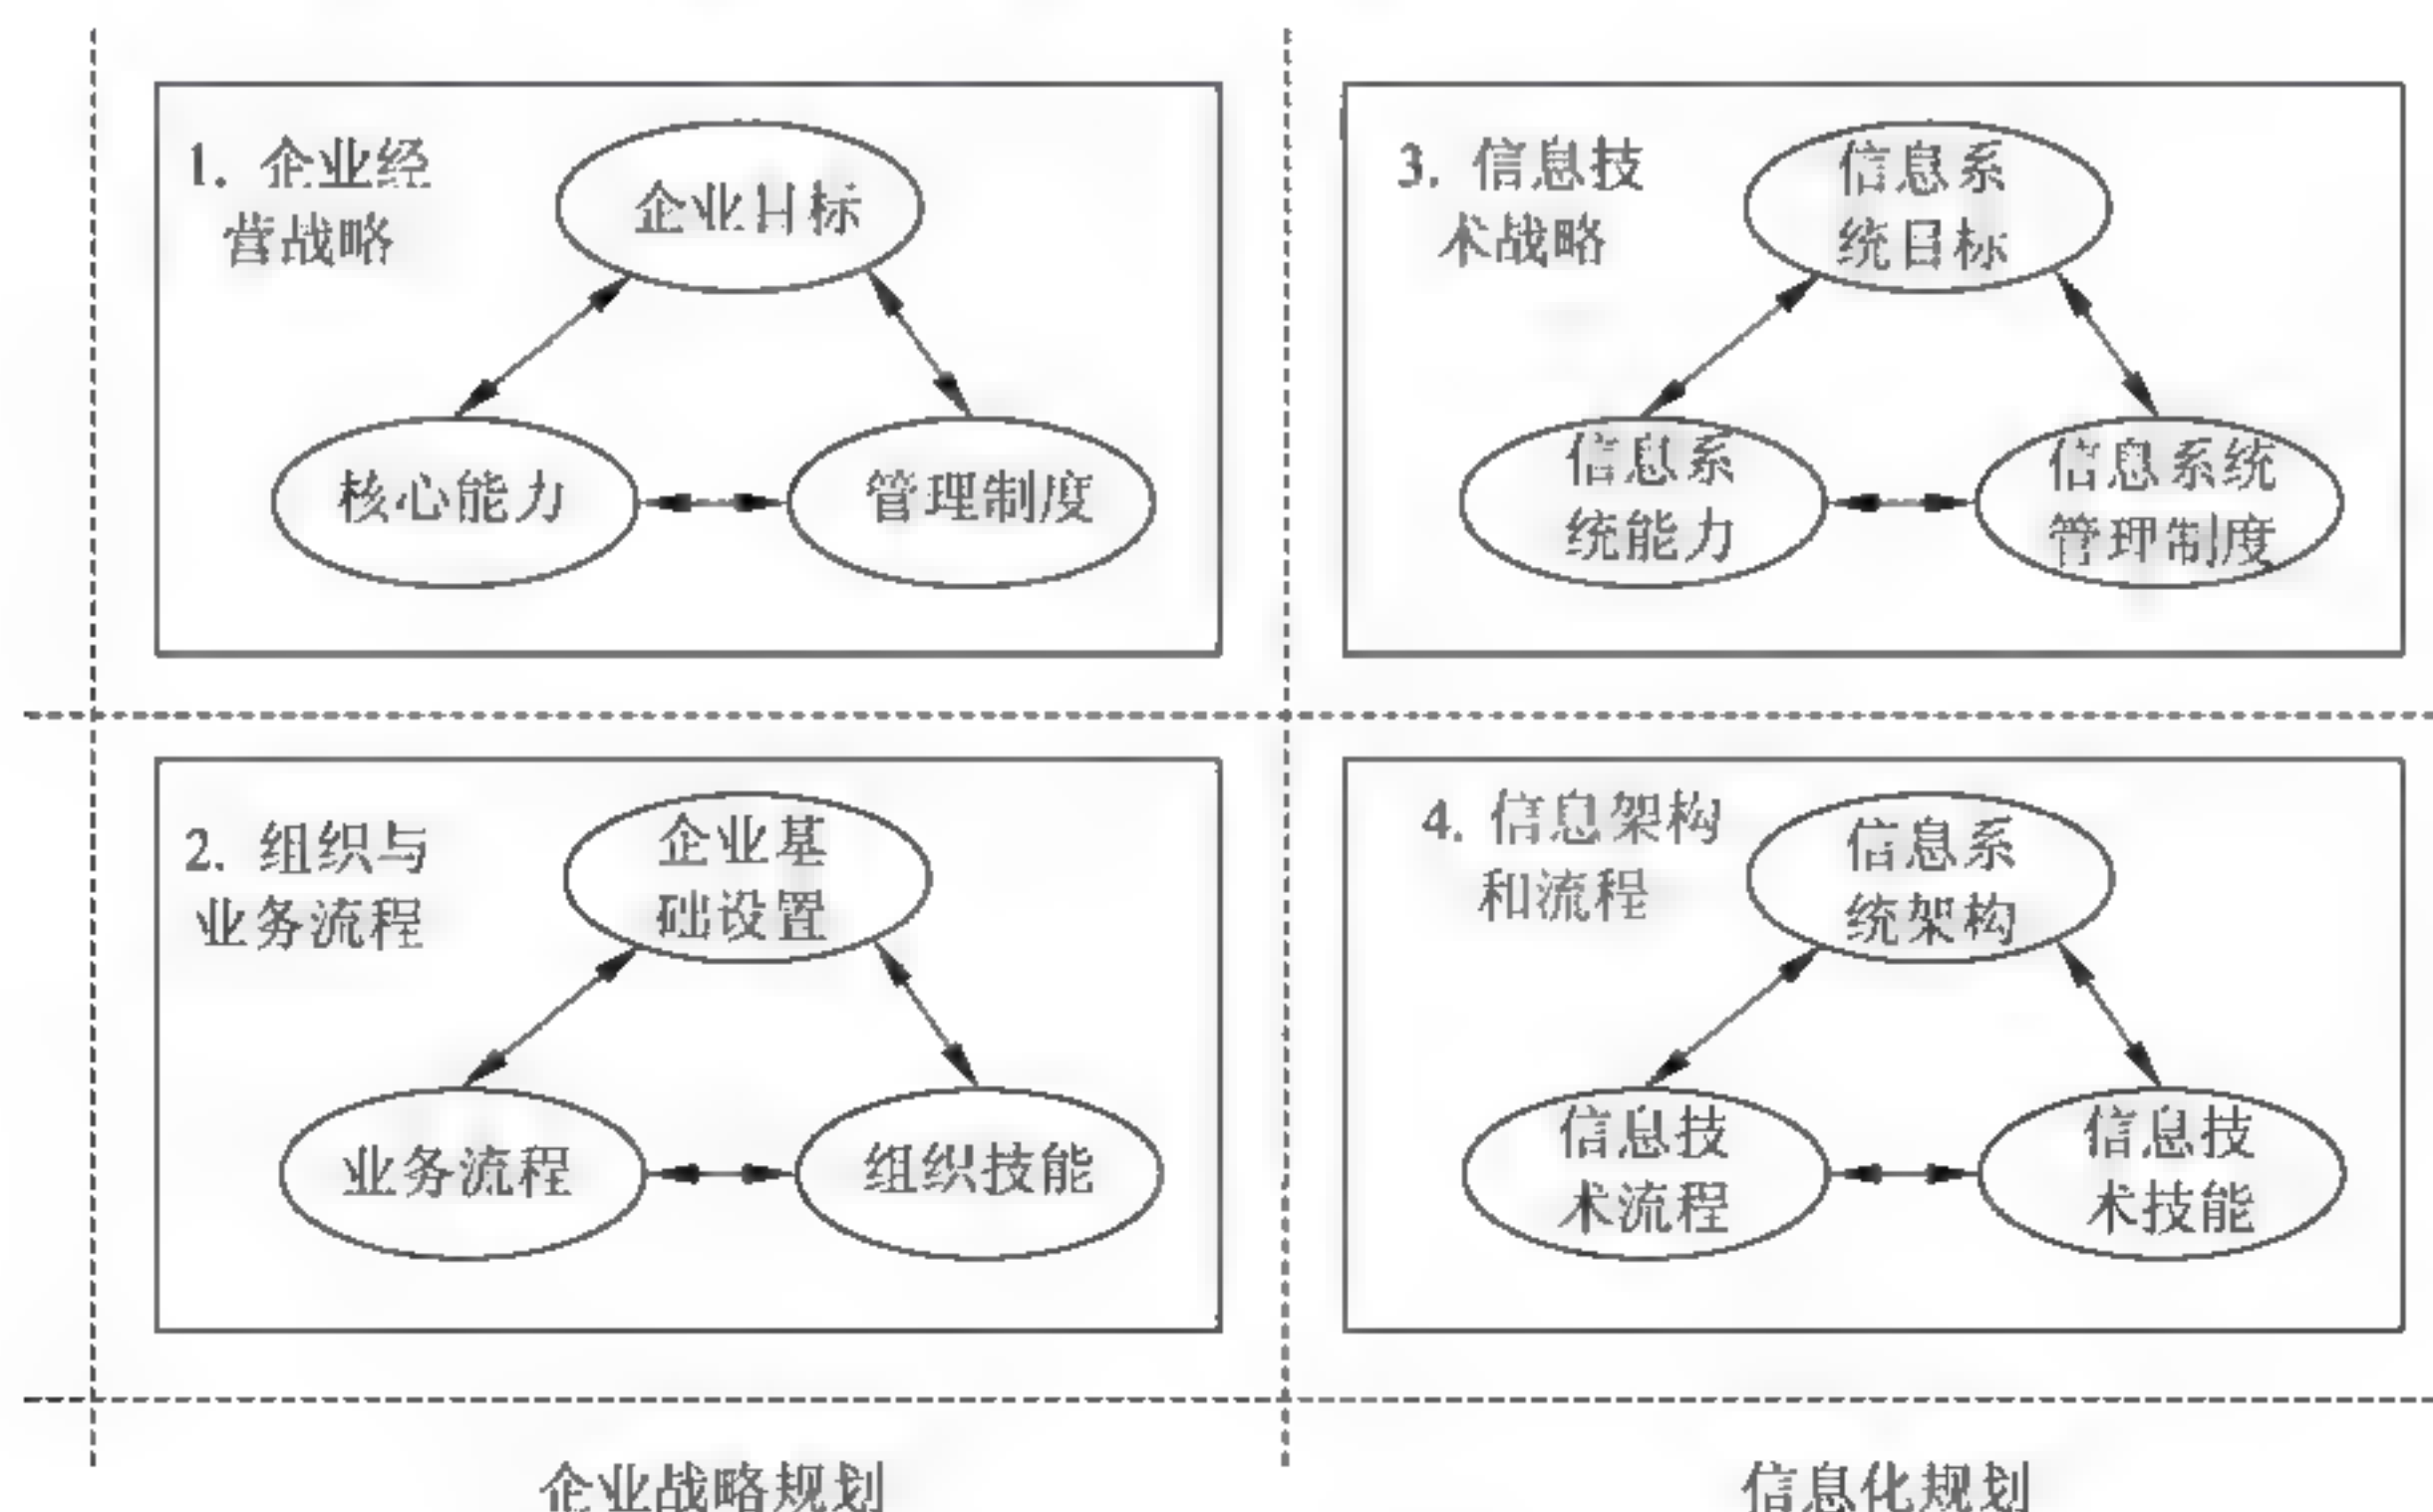 1. 企业经
营战略
企业目标
核心能力
管理制度
3. 信息技
术战略
信息系
统目标
信息系
统能力
信息系统
管理制度
2. 组织与
业务流程
企业基
础设置
业务流程
组织技能
4. 信息架构
和流程
信息系
统架构
信息技
术流程
信息技
术技能
企业战略规划
信息化规划